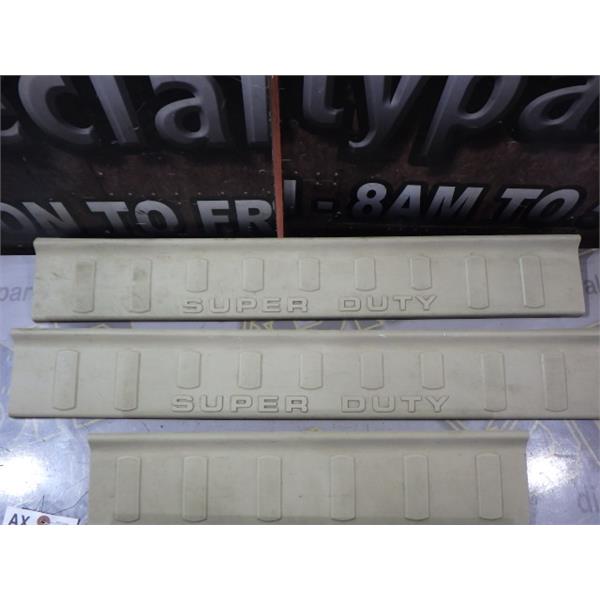 ecialtypa
ON TO FRI - 8AM TO
SUPER DUTY
SUPER DUTY
AX